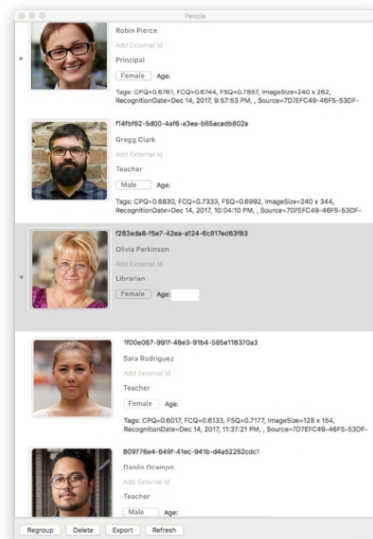 People
Robin Pierce
Add External Id
Principal
Female Age:
Tags: CPQ=0.6761, FCQ=0.6744, FSQ=0.7857, ImageSize=240 x 262,
RecognitionDate=Dec 14, 2017, 9:57:53 PM, , Source=7D7EFC49-46F5-53DF-
f14fbf62-5d00-4af6-a3ea-b65acadb802a
Gregg Clark
Add External Id
Teacher
Male Age:
Tags: CPQ=0.6830, FCQ=0.7333, FSQ=0.6992, ImageSize=240 x 344,
RecognitionDate=Dec 14, 2017, 10:04:10 PM, , Source=7D7EFC49-46F5-53DF-
f283eda8-f5e7-42ea-a124-6c817ed63f83
Olivia Parkinson
Add External Id
Librarian
Female Age:
1f00e067-991f-48e3-91b4-585e118370a3
Sara Rodriguez
Add External Id
Teacher
Female Age:
Tags: CPQ=0.6017, FCQ=0.6133, FSQ=0.7177, ImageSize=128 x 154,
RecognitionDate=Dec 14, 2017, 11:37:21 PM, , Source=7D7EFC49-46F5-53DF-
809776e4-649f-41ec-941b-d4a52252cdc1
Danilo Ocampo
Add External Id
Teacher
Male Age:
Regroup Delete Export Refresh